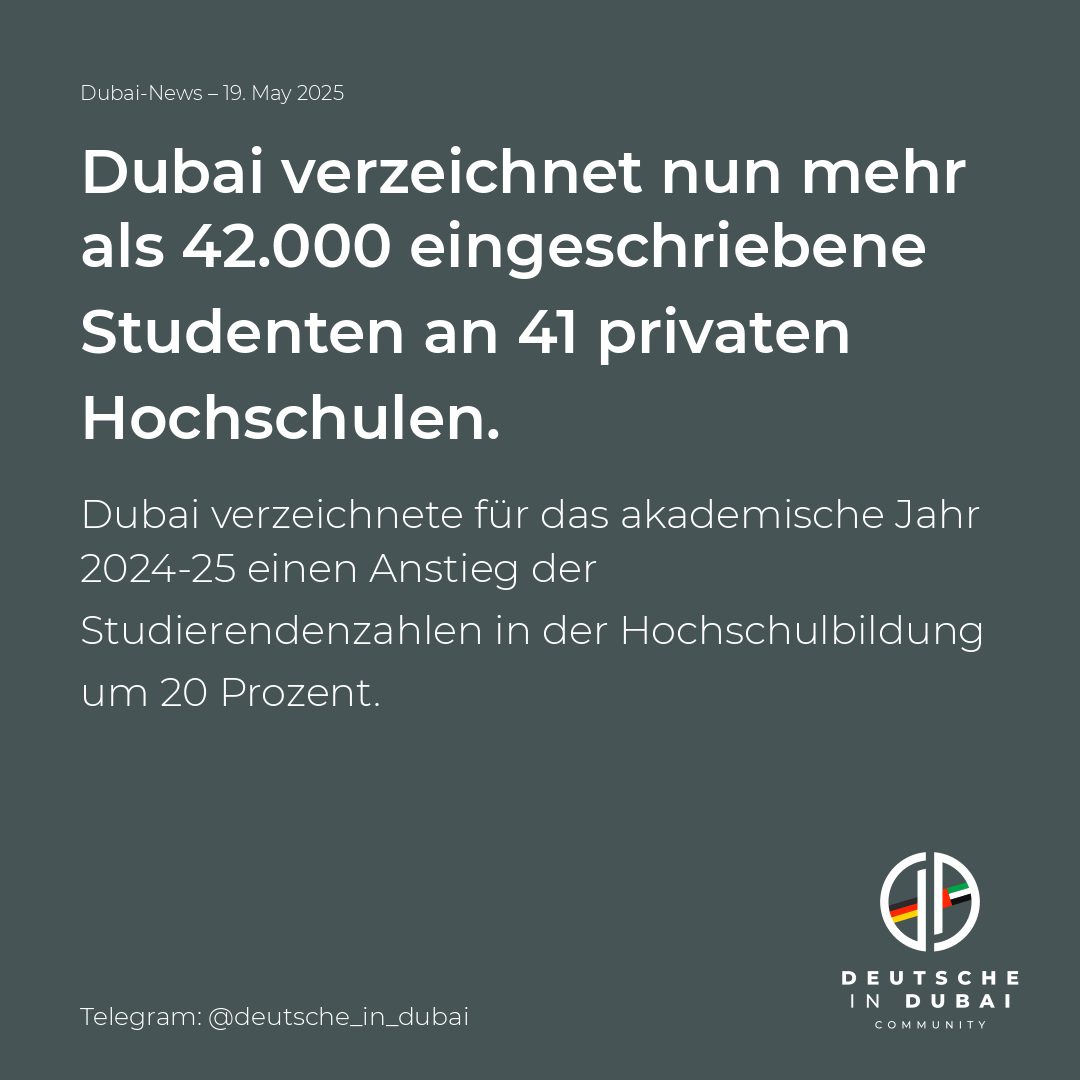 Dubai-News – 19. May 2025
Dubai verzeichnet nun mehr
als 42.000 eingeschriebene
Studenten an 41 privaten
Hochschulen.
Dubai verzeichnete für das akademische Jahr
2024-25 einen Anstieg der
Studierendenzahlen in der Hochschulbildung
um 20 Prozent.
DEUTSCHE
IN DUBAI
COMMUNITY
Telegram: @deutsche_in_dubai